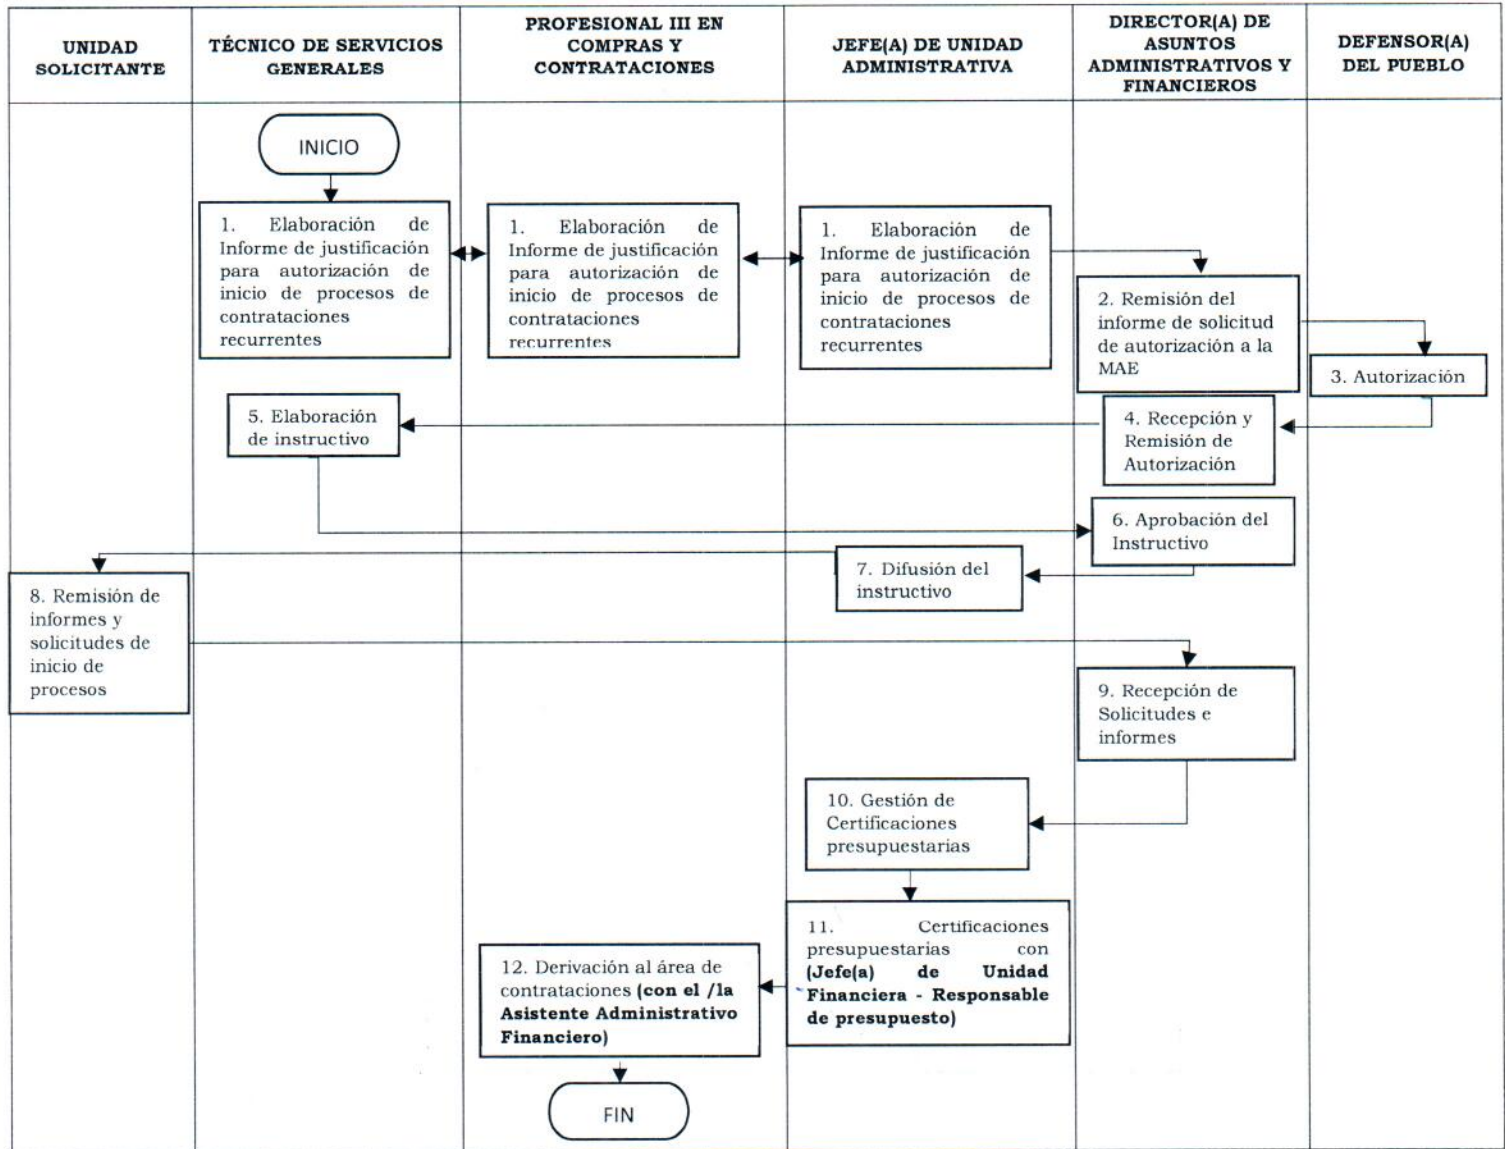 UNIDAD
SOLICITANTE
TÉCNICO DE SERVICIOS
GENERALES
PROFESIONAL III EN
COMPRAS Y
CONTRATACIONES
JEFE(A) DE UNIDAD
ADMINISTRATIVA
DIRECTOR(A) DE
ASUNTOS
ADMINISTRATIVOS Y
FINANCIEROS
DEFENSOR(A)
DEL PUEBLO
INICIO
1. Elaboración de
Informe de justificación
para autorización de
inicio de procesos de
contrataciones
recurrentes
1. Elaboración de
Informe de justificación
para autorización de
inicio de procesos de
contrataciones
recurrentes
1. Elaboración de
Informe de justificación
para autorización de
inicio de procesos de
contrataciones
recurrentes
2. Remisión del
informe de solicitud
de autorización a la
MAE
3. Autorización
4. Recepción y
Remisión de
Autorización
5. Elaboración
de instructivo
6. Aprobación del
Instructivo
7. Difusión del
instructivo
8. Remisión de
informes y
solicitudes de
inicio de
procesos
9. Recepción de
Solicitudes e
informes
10. Gestión de
Certificaciones
presupuestarias
11. Certificaciones
presupuestarias con
(Jefe(a) de Unidad
Financiera - Responsable
de presupuesto)
12. Derivación al área de
contrataciones (con el /la
Asistente Administrativo
Financiero)
FIN